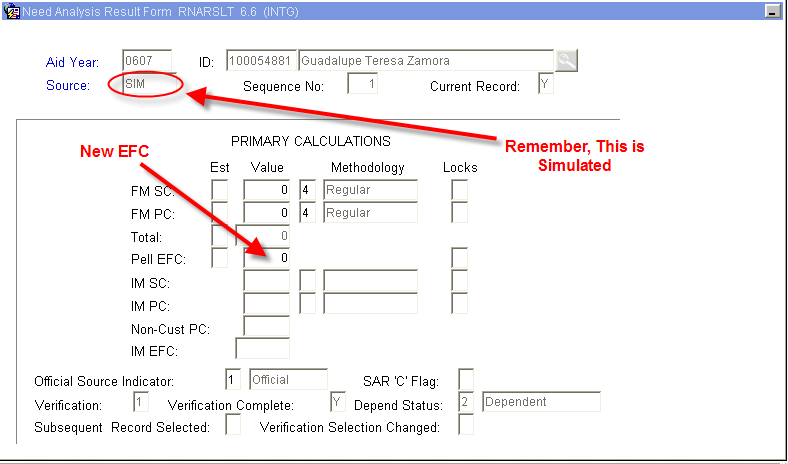 Need Analysis Result Form RNARSLT 6.6 (INTG)
Aid Year: 0607 ID: 100054881 Guadalupe Teresa Zamora
Source: SIM Sequence No: 1 Current Record: Y
Remember, This is
Simulated
PRIMARY CALCULATIONS
New EFC
Est Value Methodology Locks
FM SC: 0 4 Regular
FM PC: 0 4 Regular
Total: 0
Pell EFC: 0
IM SC:
IM PC:
Non-Cust PC:
IM EFC:
Official Source Indicator: 1 Official SAR 'C' Flag:
Verification: 1 Verification Complete: Y Depend Status: 2 Dependent
Subsequent Record Selected: Verification Selection Changed: